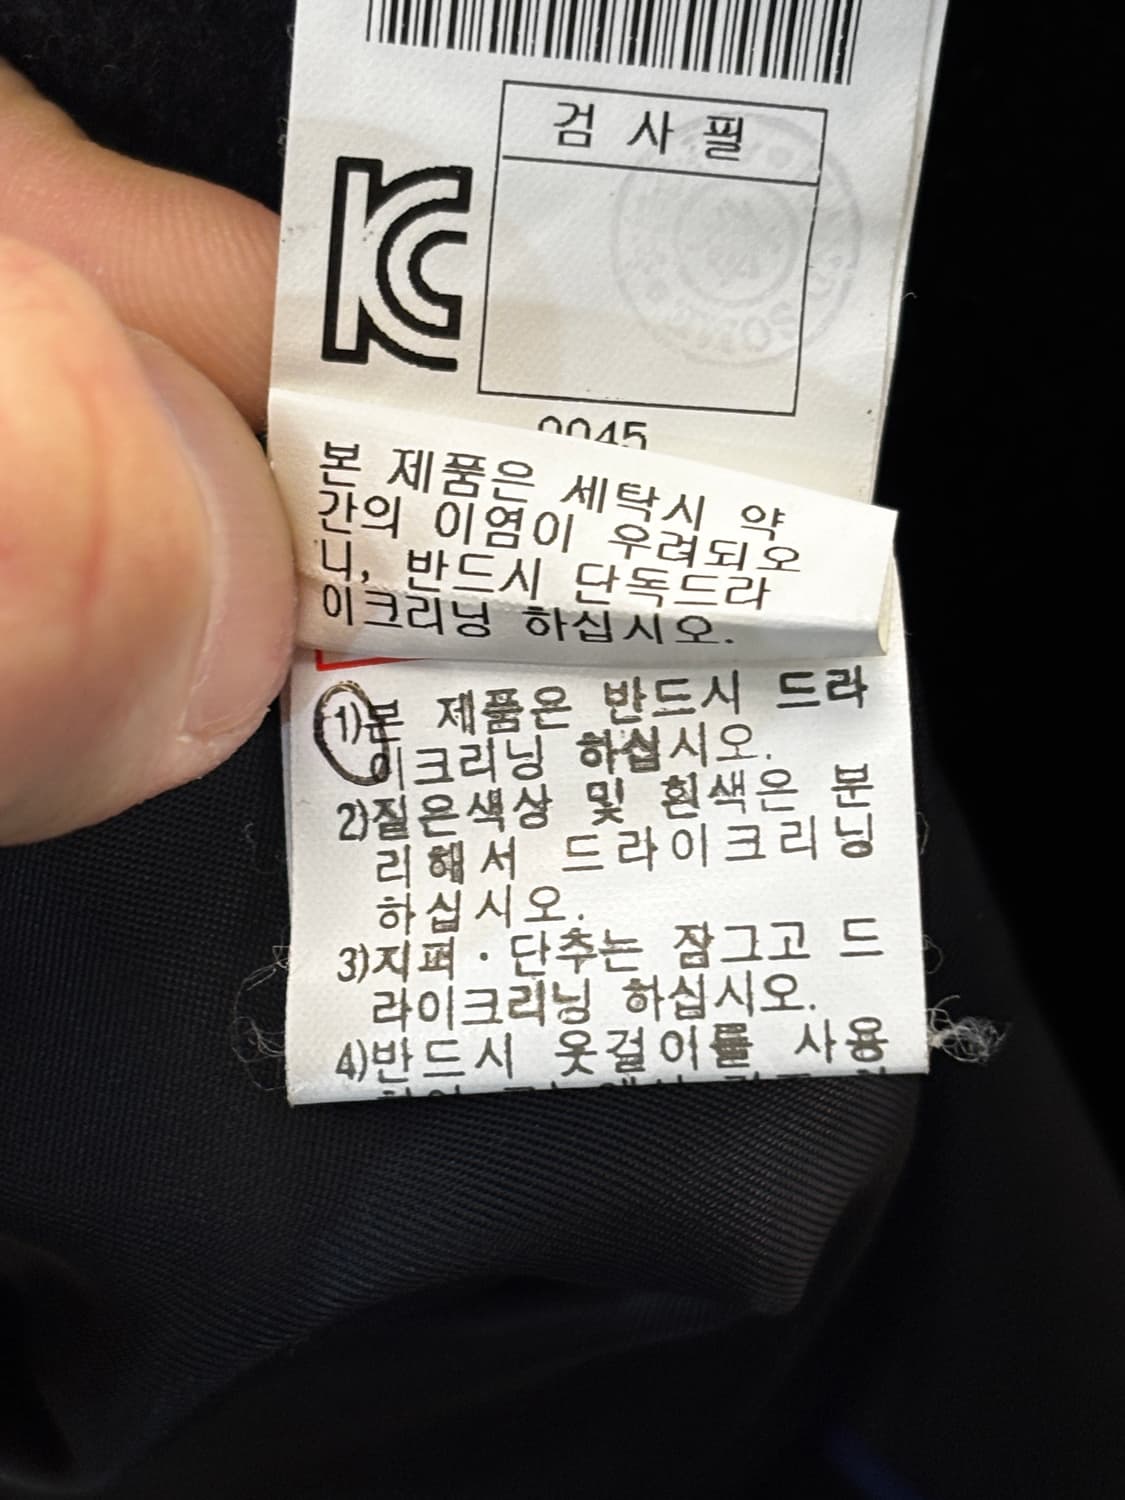 검 사 필
KC
0045
본 제품은 세탁시 약
간의 이염이 우려되오
니, 반드시 단독드라
이크리닝 하십시오.
1)본 제품은 반드시 드라
이크리닝 하십시오.
2)짙은색상 및 흰색은 분
리해서 드라이크리닝
하십시오.
3)지퍼·단추는 잠그고 드
라이크리닝 하십시오.
4)반드시 옷걸이를 사용